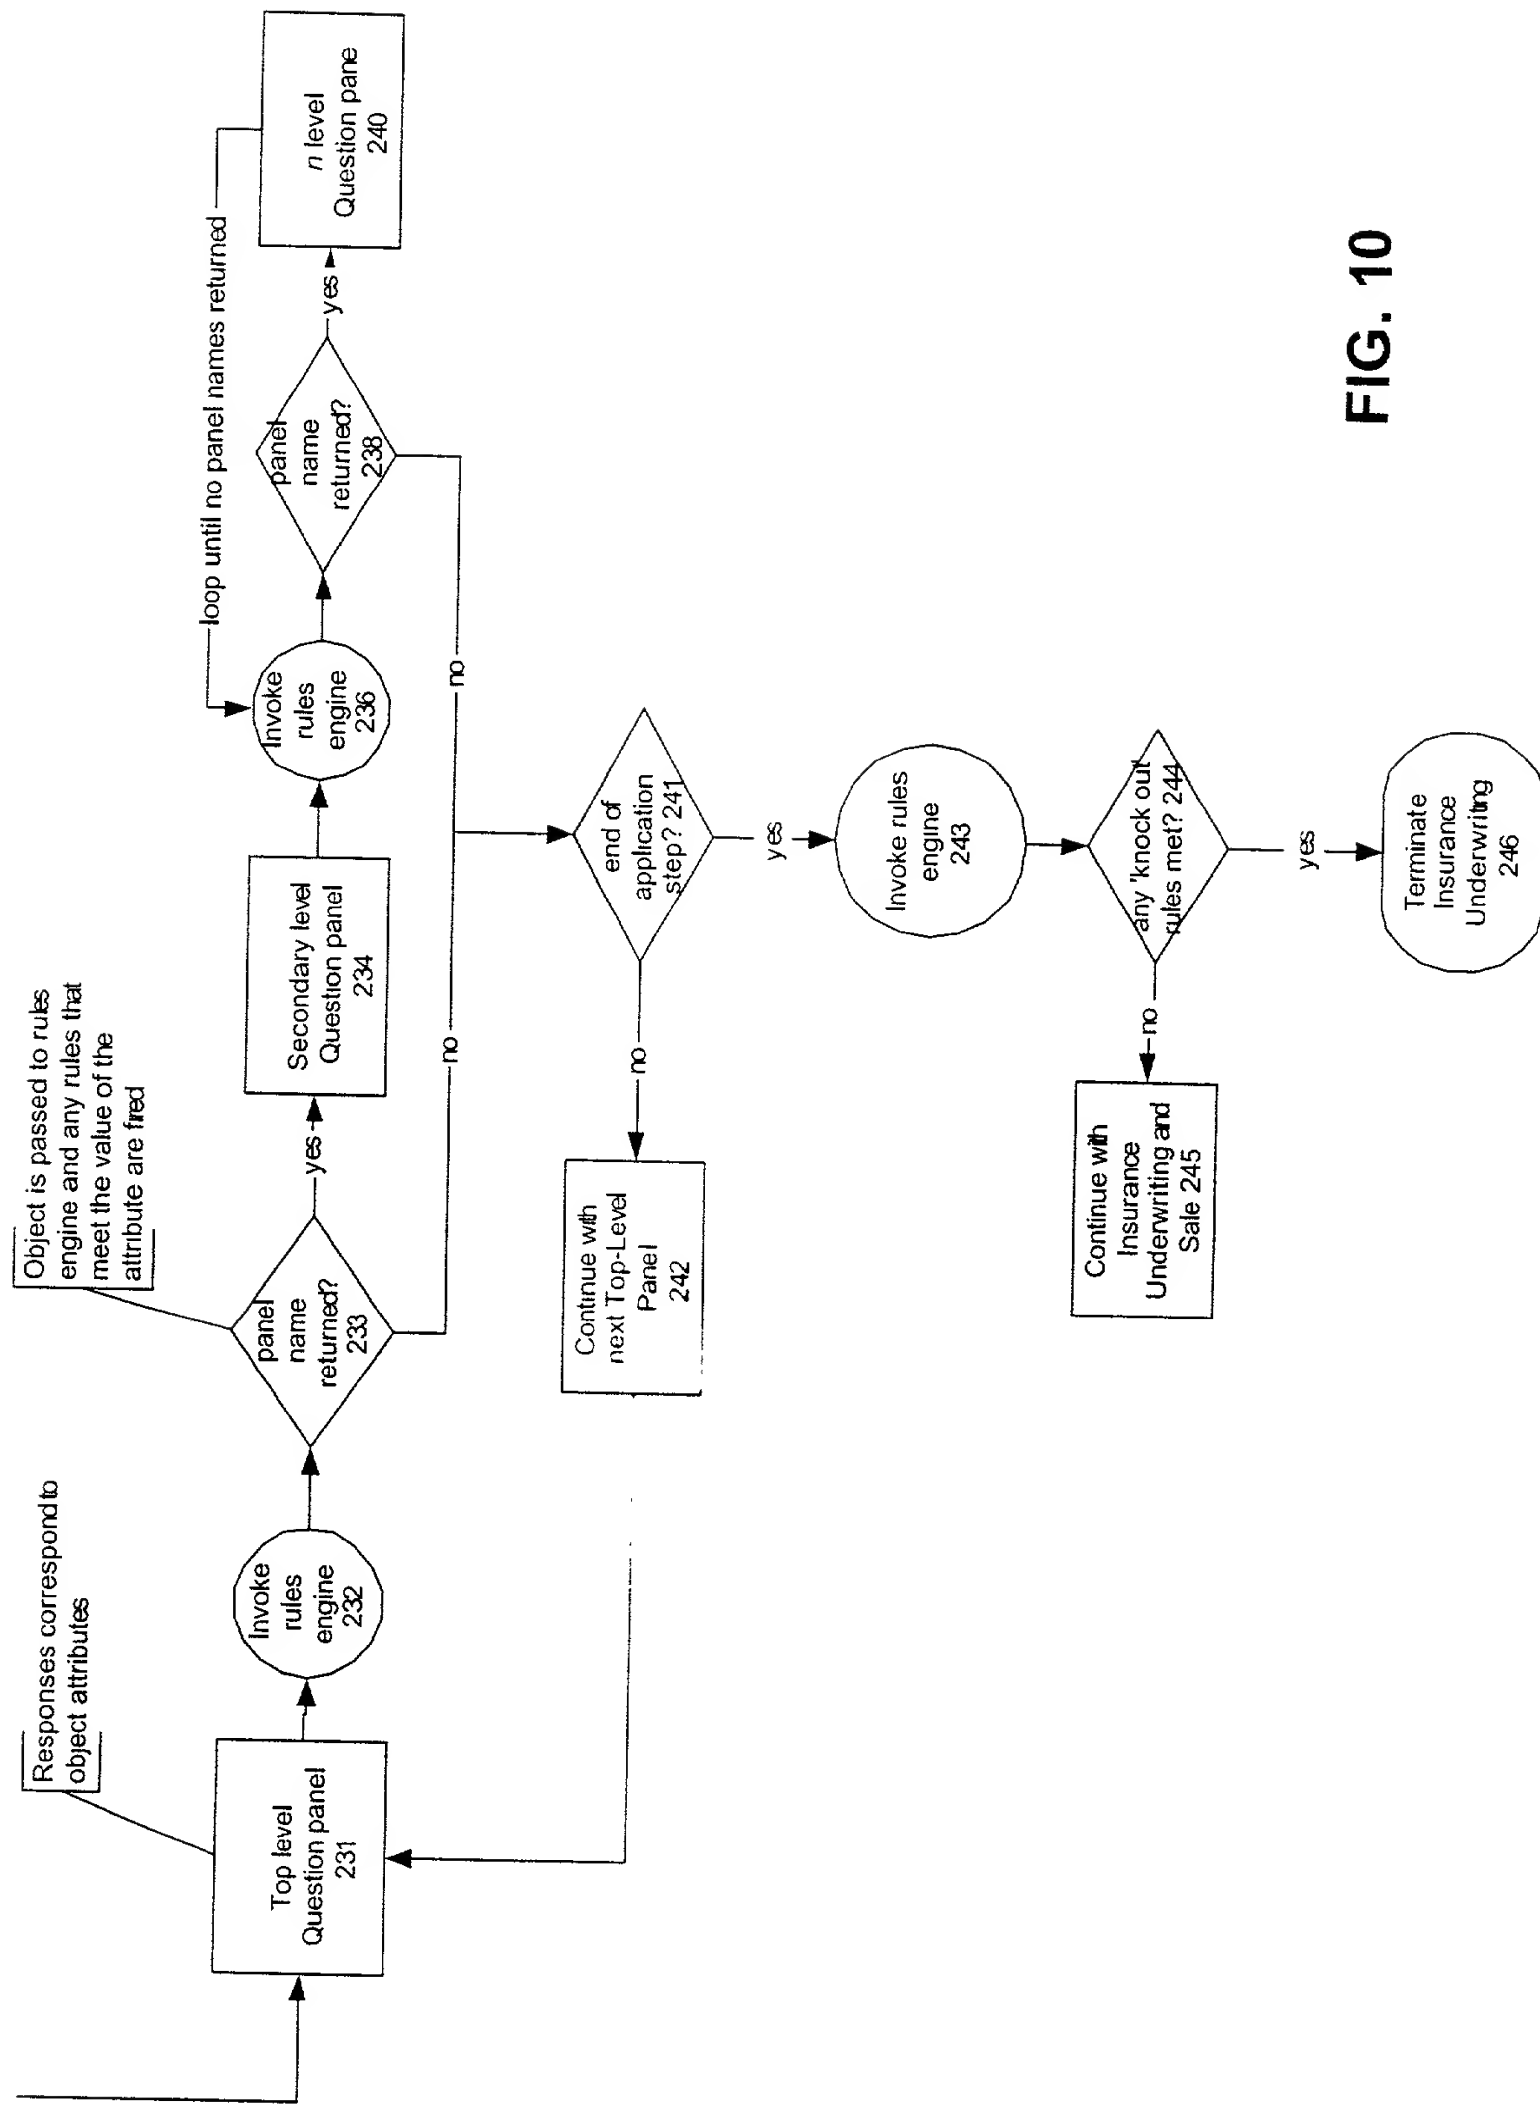 Responses correspond to
object attributes
Object is passed to rules
engine and any rules that
meet the value of the
attribute are fired
loop until no panel names returned
Top level
Question panel
231
Invoke
rules
engine
232
panel
name
returned?
233
yes
Secondary level
Question panel
234
Invoke
rules
engine
236
panel
name
returned?
238
yes
n level
Question pane
240
no
no
end of
application
step? 241
no
Continue with
next Top-Level
Panel
242
yes
Invoke rules
engine
243
any 'knock out'
rules met? 244
no
Continue with
Insurance
Underwriting and
Sale 245
yes
Terminate
Insurance
Underwriting
246
FIG. 10